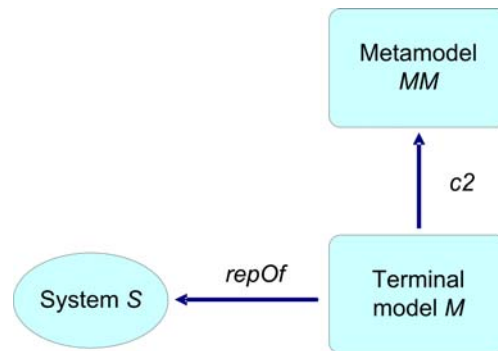 Metamodel
MM
c2
repOf
System S
Terminal
model M